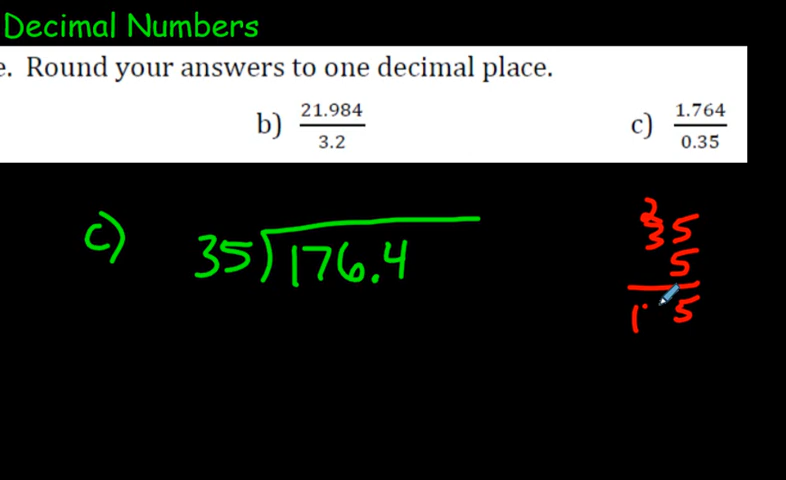 Decimal Numbers
e. Round your answers to one decimal place.
b) 21.984/3.2 c) 1.764/0.35
c) 35)176.4
2
35
5
1 5